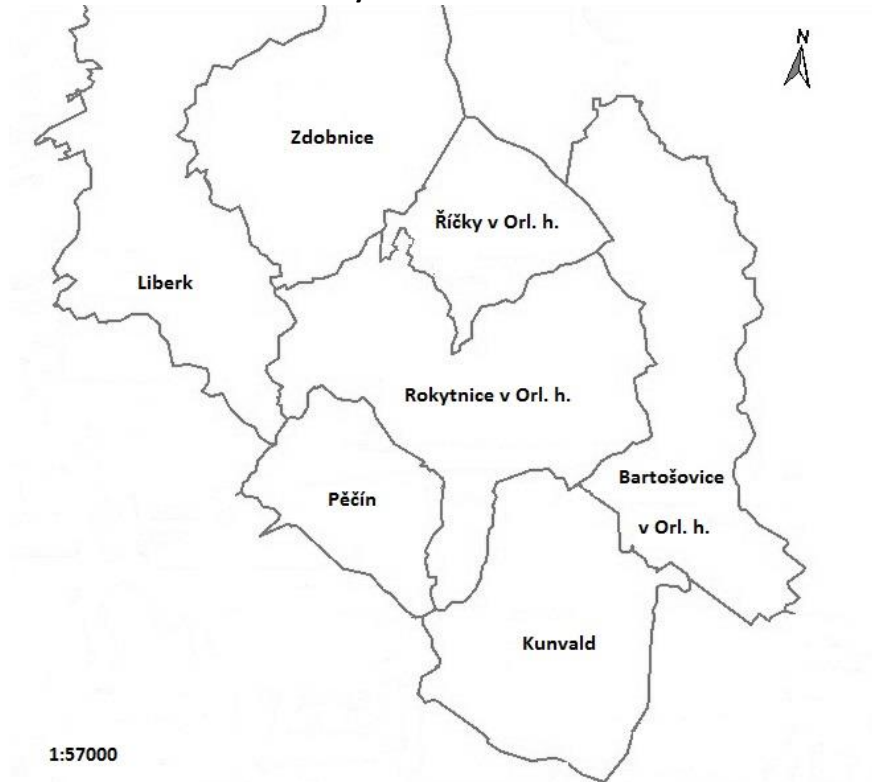 N
Zdobnice
Říčky v Orl. h.
Liberk
Rokytnice v Orl. h.
Bartošovice
v Orl. h.
Pěčín
Kunvald
1:57000